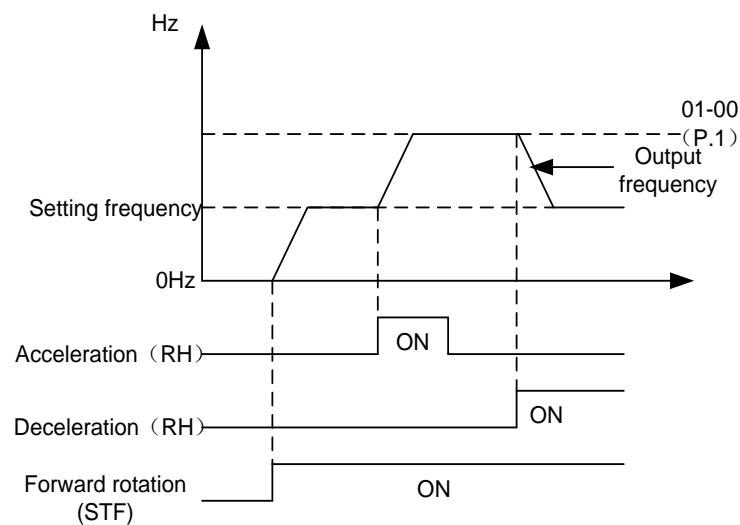 Hz
01-00
（P.1）
Output
frequency
Setting frequency
0Hz
Acceleration（RH）
ON
Deceleration（RH）
ON
Forward rotation
(STF)
ON